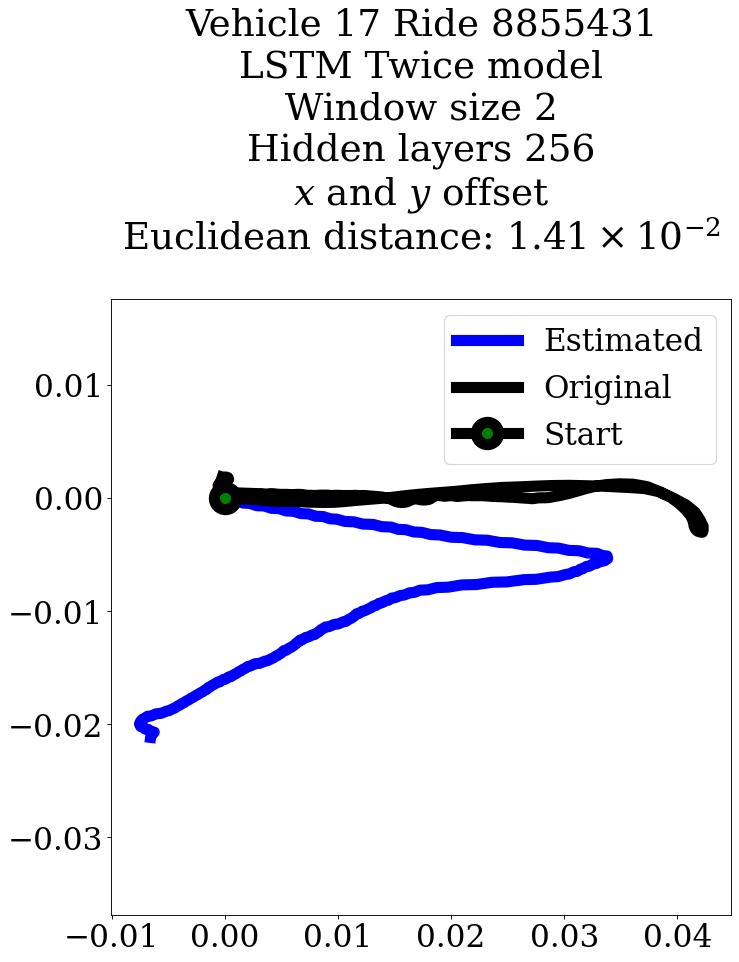 Vehicle 17 Ride 8855431
LSTM Twice model
Window size 2
Hidden layers 256
x and y offset
Euclidean distance: 1.41 × 10⁻²
Estimated
Original
Start
0.01
0.00
−0.01
−0.02
−0.03
−0.01 0.00 0.01 0.02 0.03 0.04